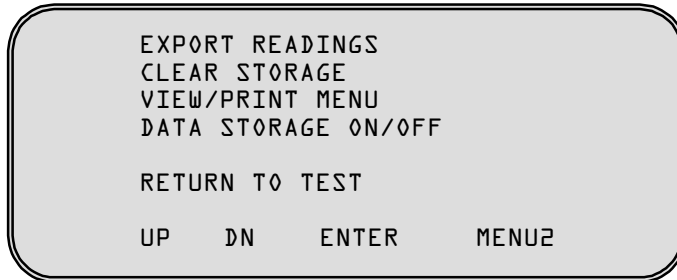 EXPORT READINGS
CLEAR STORAGE
VIEW/PRINT MENU
DATA STORAGE ON/OFF
RETURN TO TEST
UP DN ENTER MENU2